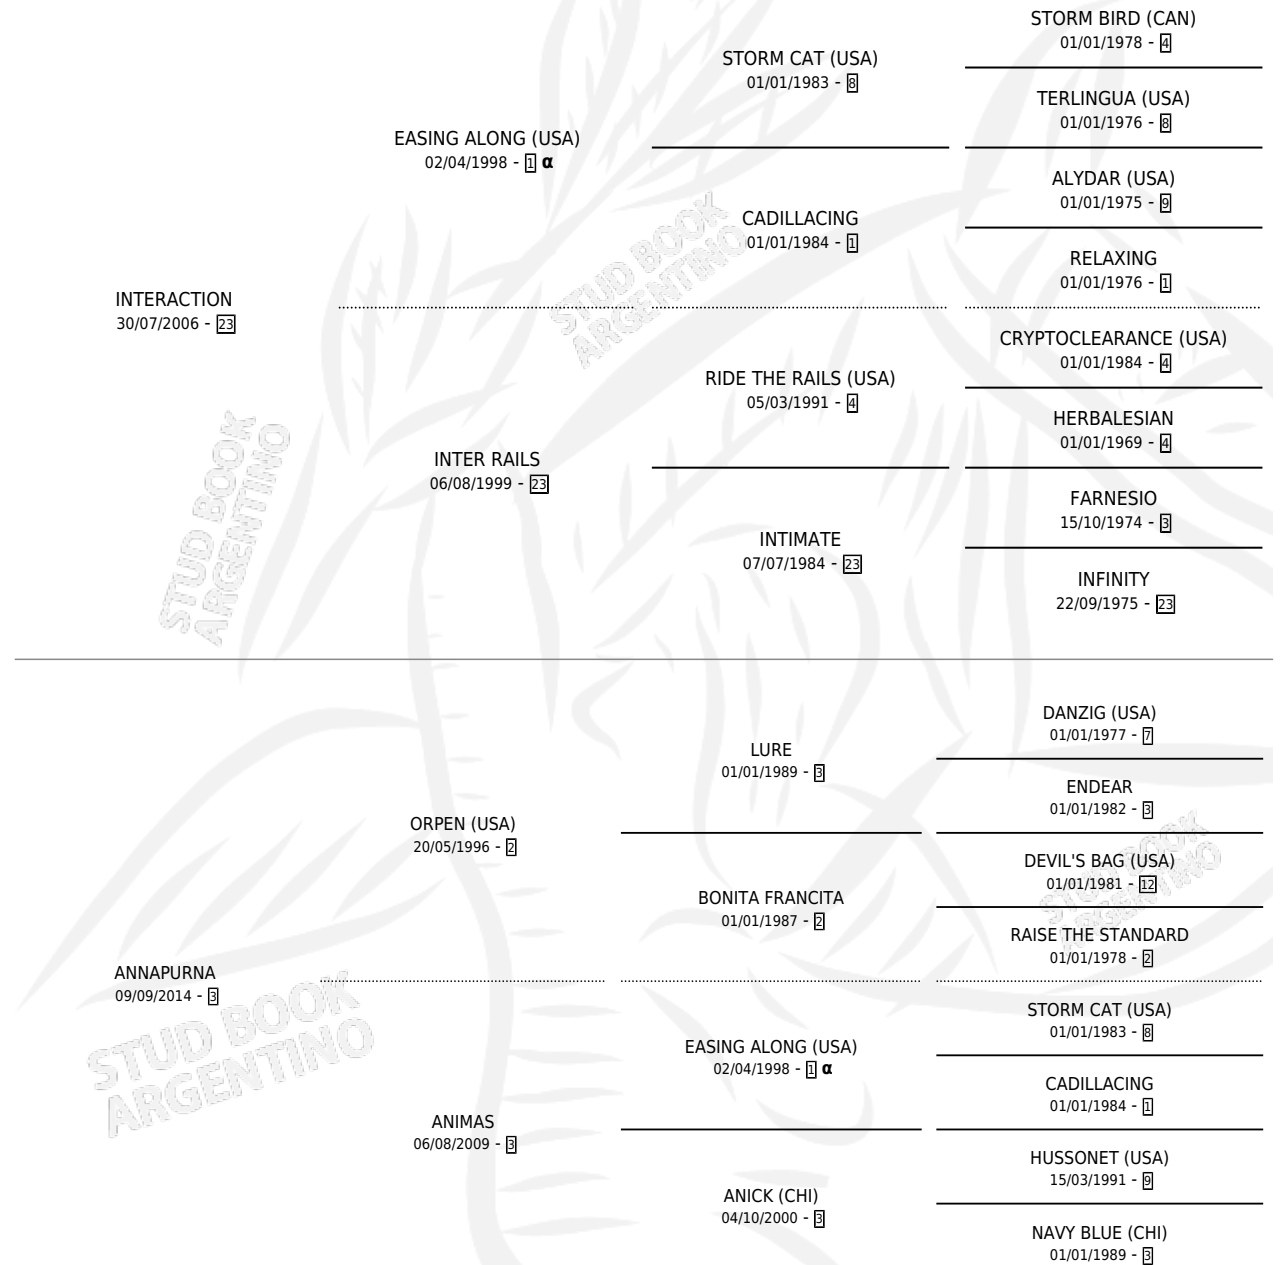 STORM BIRD (CAN)
01/01/1978 - 4
STORM CAT (USA)
01/01/1983 - 8
TERLINGUA (USA)
01/01/1976 - 8
EASING ALONG (USA)
02/04/1998 - 1 α
ALYDAR (USA)
01/01/1975 - 9
CADILLACING
01/01/1984 - 1
RELAXING
01/01/1976 - 1
INTERACTION
30/07/2006 - 23
CRYPTOCLEARANCE (USA)
01/01/1984 - 4
RIDE THE RAILS (USA)
05/03/1991 - 4
HERBALESIAN
01/01/1969 - 4
INTER RAILS
06/08/1999 - 23
FARNESIO
15/10/1974 - 3
INTIMATE
07/07/1984 - 23
INFINITY
22/09/1975 - 23
STUD BOOK
ARGENTINO
STUD BOOK
ARGENTINO
DANZIG (USA)
01/01/1977 - 7
LURE
01/01/1989 - 3
ENDEAR
01/01/1982 - 3
ORPEN (USA)
20/05/1996 - 2
DEVIL'S BAG (USA)
01/01/1981 - 12
BONITA FRANCITA
01/01/1987 - 2
RAISE THE STANDARD
01/01/1978 - 2
ANNAPURNA
09/09/2014 - 3
STORM CAT (USA)
01/01/1983 - 8
EASING ALONG (USA)
02/04/1998 - 1 α
CADILLACING
01/01/1984 - 1
ANIMAS
06/08/2009 - 3
HUSSONET (USA)
15/03/1991 - 9
ANICK (CHI)
04/10/2000 - 3
NAVY BLUE (CHI)
01/01/1989 - 3
STUD BOOK
ARGENTINO
STUD BOOK
ARGENTINO